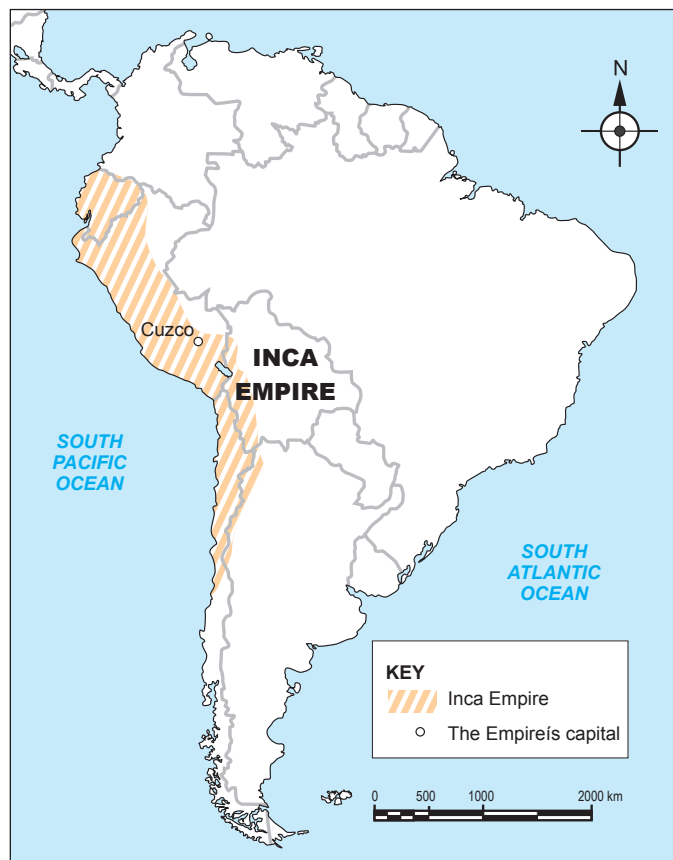 N
Cuzco
INCA
EMPIRE
SOUTH
PACIFIC
OCEAN
SOUTH
ATLANTIC
OCEAN
KEY
Inca Empire
The Empireís capital
0 500 1000 2000 km